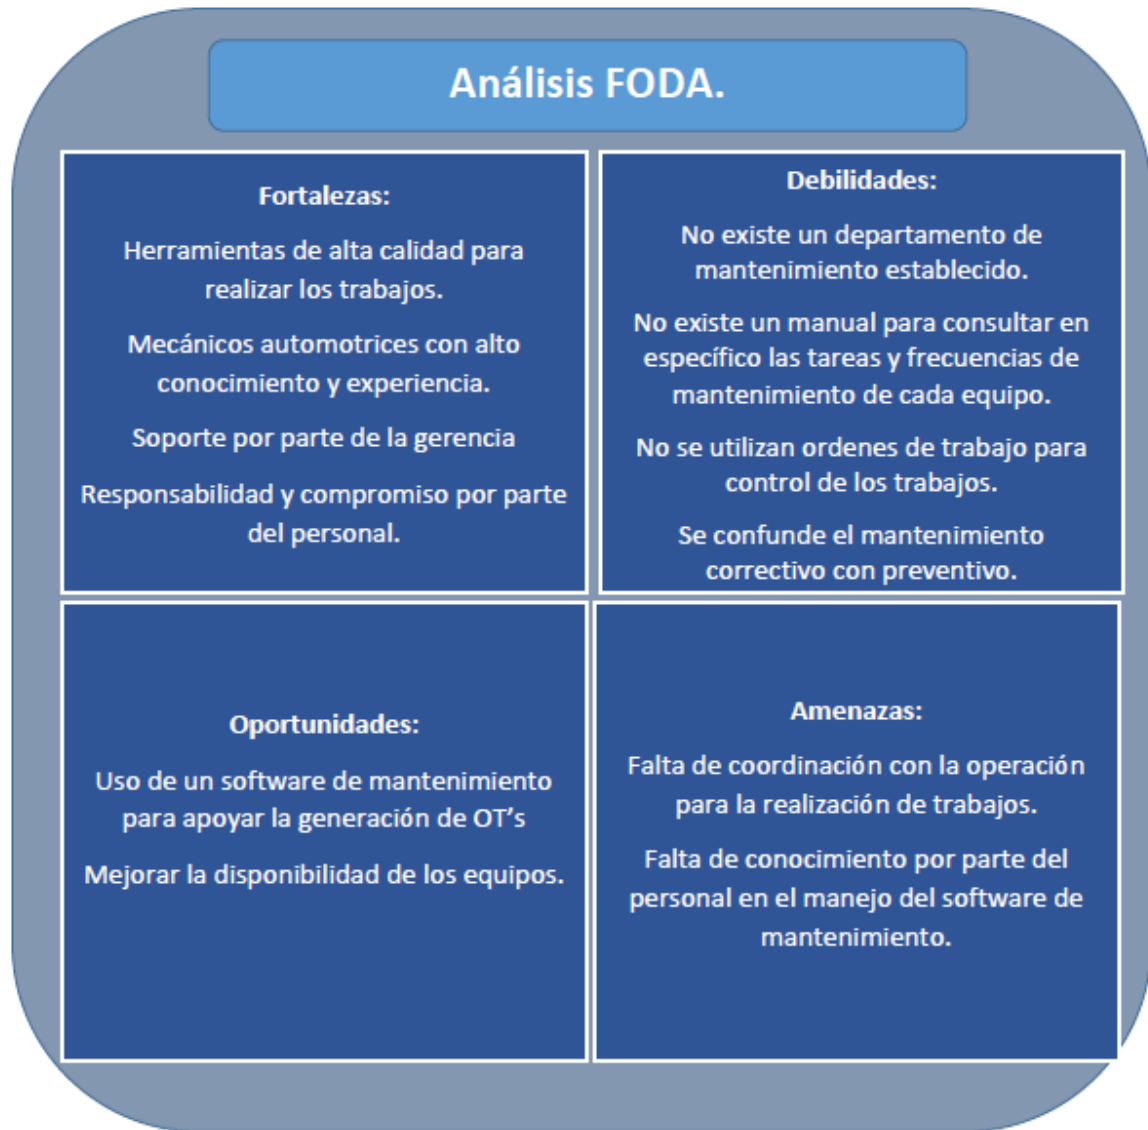 Análisis FODA.
Fortalezas:
Herramientas de alta calidad para
realizar los trabajos.
Mecánicos automotrices con alto
conocimiento y experiencia.
Soporte por parte de la gerencia
Responsabilidad y compromiso por parte
del personal.
Debilidades:
No existe un departamento de
mantenimiento establecido.
No existe un manual para consultar en
específico las tareas y frecuencias de
mantenimiento de cada equipo.
No se utilizan ordenes de trabajo para
control de los trabajos.
Se confunde el mantenimiento
correctivo con preventivo.
Oportunidades:
Uso de un software de mantenimiento
para apoyar la generación de OT’s
Mejorar la disponibilidad de los equipos.
Amenazas:
Falta de coordinación con la operación
para la realización de trabajos.
Falta de conocimiento por parte del
personal en el manejo del software de
mantenimiento.